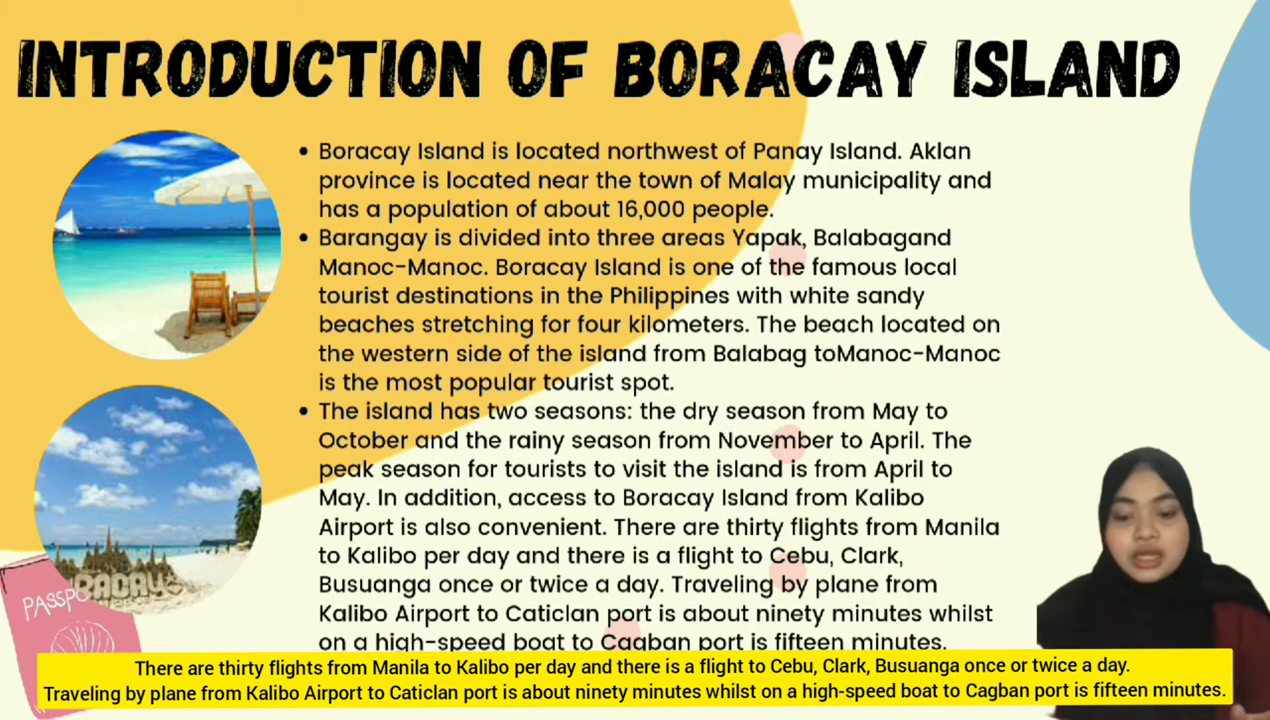 INTRODUCTION OF BORACAY ISLAND
• Boracay Island is located northwest of Panay Island. Aklan
province is located near the town of Malay municipality and
has a population of about 16,000 people.
• Barangay is divided into three areas Yapak, Balabagand
Manoc-Manoc. Boracay Island is one of the famous local
tourist destinations in the Philippines with white sandy
beaches stretching for four kilometers. The beach located on
the western side of the island from Balabag toManoc-Manoc
is the most popular tourist spot.
• The island has two seasons: the dry season from May to
October and the rainy season from November to April. The
peak season for tourists to visit the island is from April to
May. In addition, access to Boracay Island from Kalibo
Airport is also convenient. There are thirty flights from Manila
to Kalibo per day and there is a flight to Cebu, Clark,
Busuanga once or twice a day. Traveling by plane from
Kalibo Airport to Caticlan port is about ninety minutes whilst
on a high-speed boat to Cagban port is fifteen minutes.
There are thirty flights from Manila to Kalibo per day and there is a flight to Cebu, Clark, Busuanga once or twice a day.
Traveling by plane from Kalibo Airport to Caticlan port is about ninety minutes whilst on a high-speed boat to Cagban port is fifteen minutes.